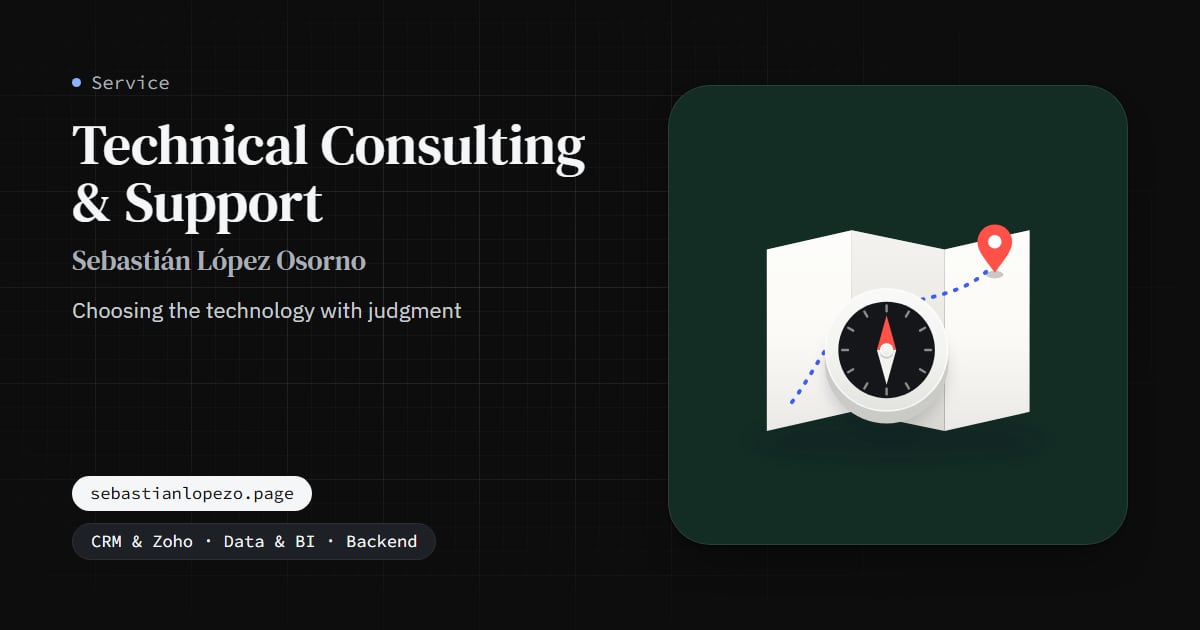 Service
Technical Consulting
& Support
Sebastián López Osorno
Choosing the technology with judgment
sebastianlopezo.page
CRM & Zoho · Data & BI · Backend